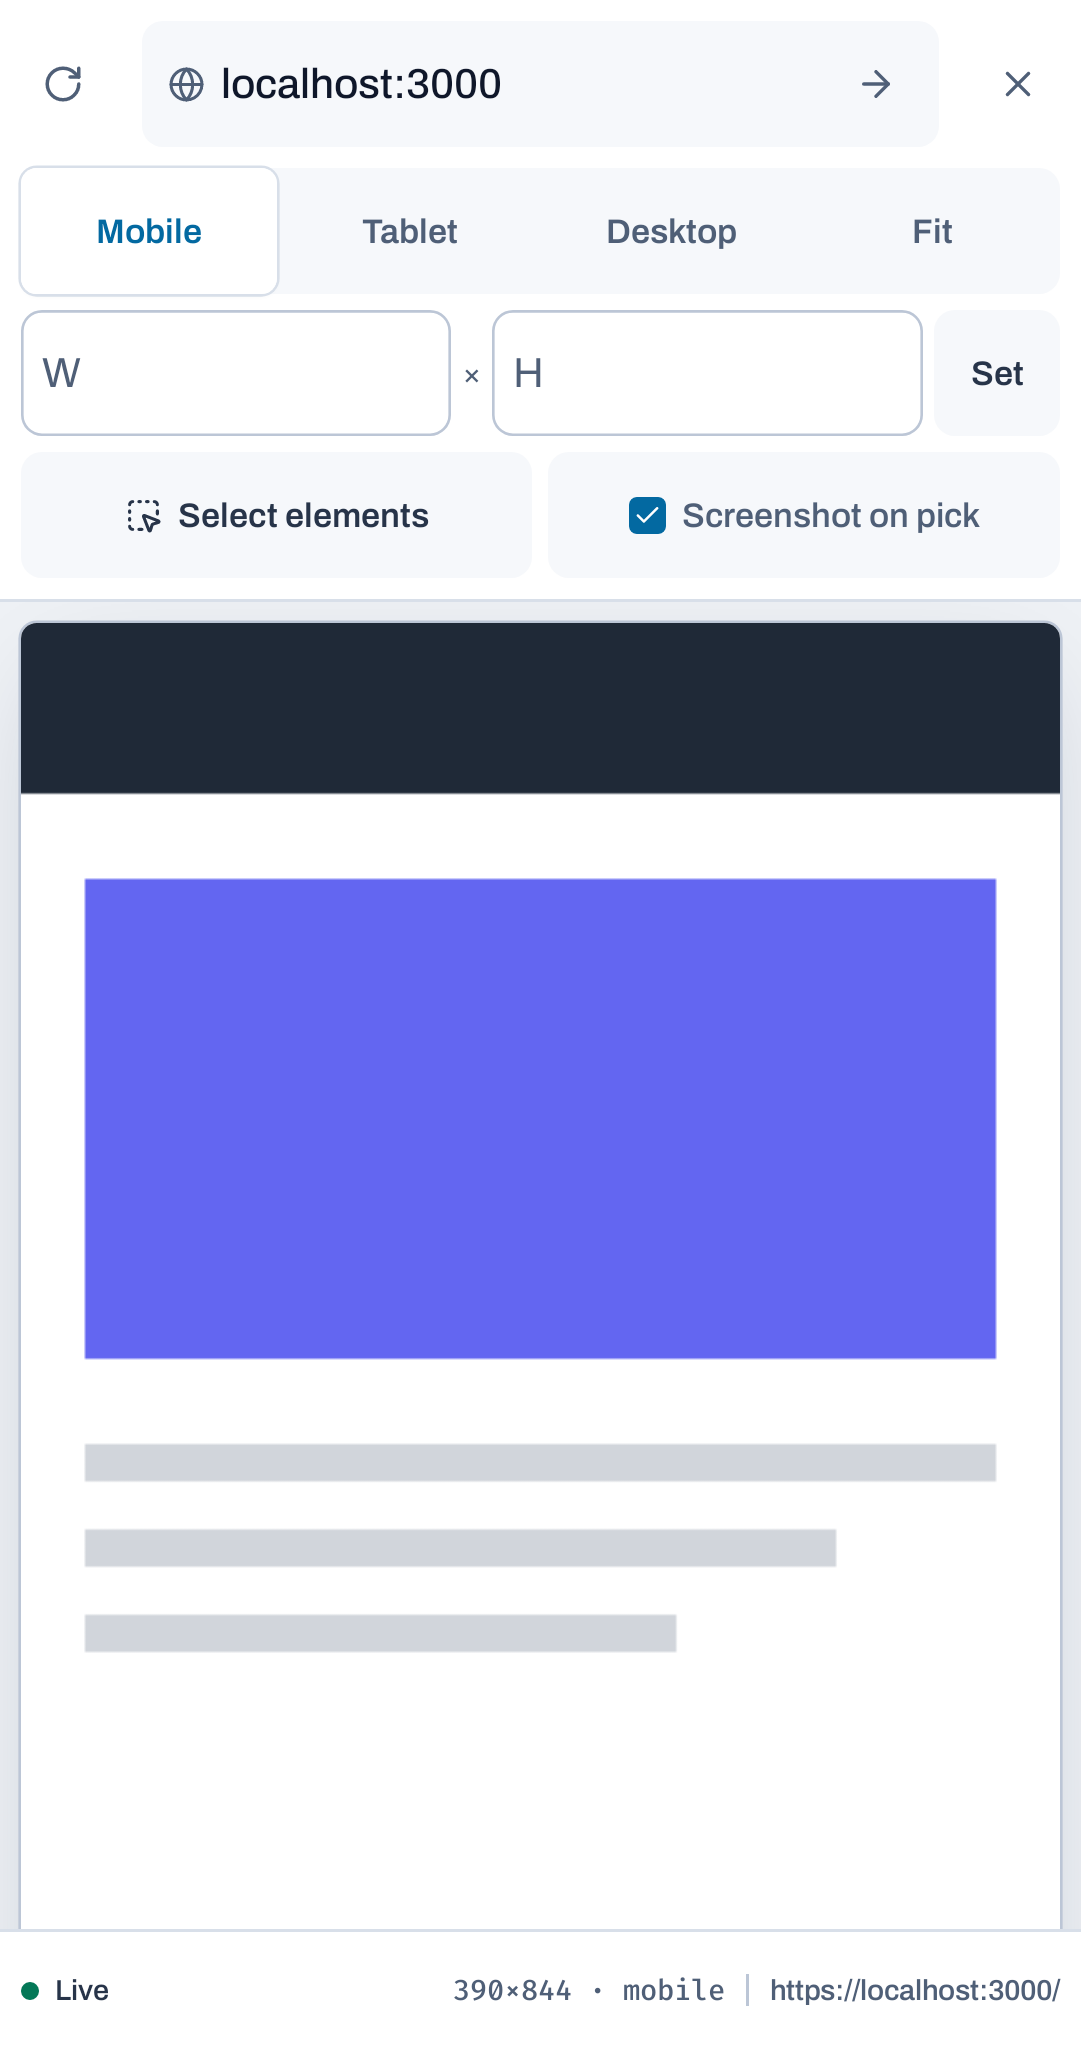 localhost:3000
Mobile Tablet Desktop Fit
W × H Set
Select elements Screenshot on pick
Live 390×844 · mobile https://localhost:3000/